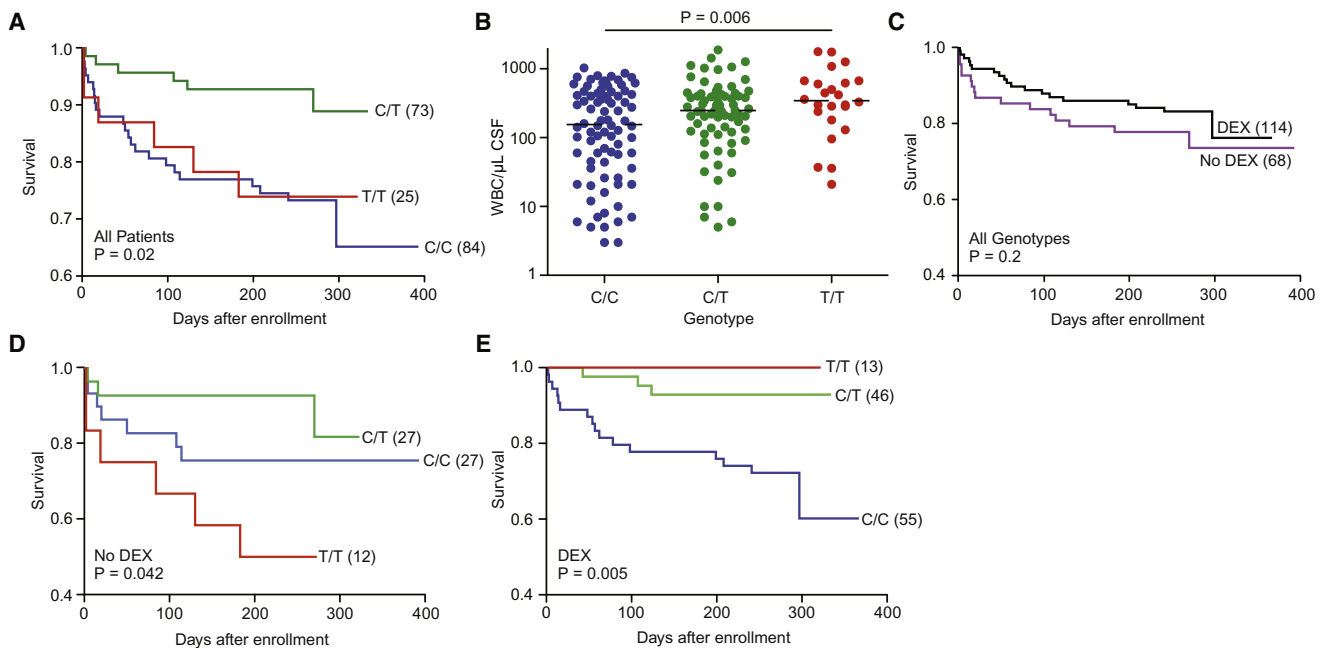 A
1.0
0.9
0.8
0.7
0.6
Survival
0
100
200
300
400
Days after enrollment
C/T (73)
T/T (25)
C/C (84)
All Patients
P = 0.02
B
P = 0.006
1000
100
10
1
WBC/µL CSF
C/C
C/T
T/T
Genotype
C
1.0
0.8
0.6
0.4
Survival
0
100
200
300
400
Days after enrollment
DEX (114)
No DEX (68)
All Genotypes
P = 0.2
D
1.0
0.8
0.6
0.4
Survival
0
100
200
300
400
Days after enrollment
C/T (27)
C/C (27)
T/T (12)
No DEX
P = 0.042
E
1.0
0.8
0.6
0.4
Survival
0
100
200
300
400
Days after enrollment
T/T (13)
C/T (46)
C/C (55)
DEX
P = 0.005